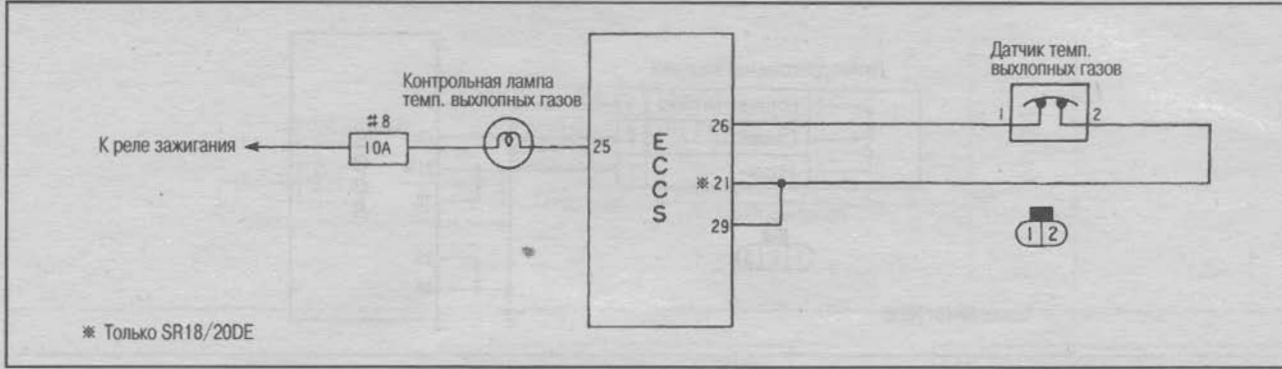 Датчик темп.
выхлопных газов
Контрольная лампа
темп. выхлопных газов
#8
10A
К реле зажигания
25
E
C
C
S
26
※ 21
29
1
2
1 2
※ Только SR18/20DE